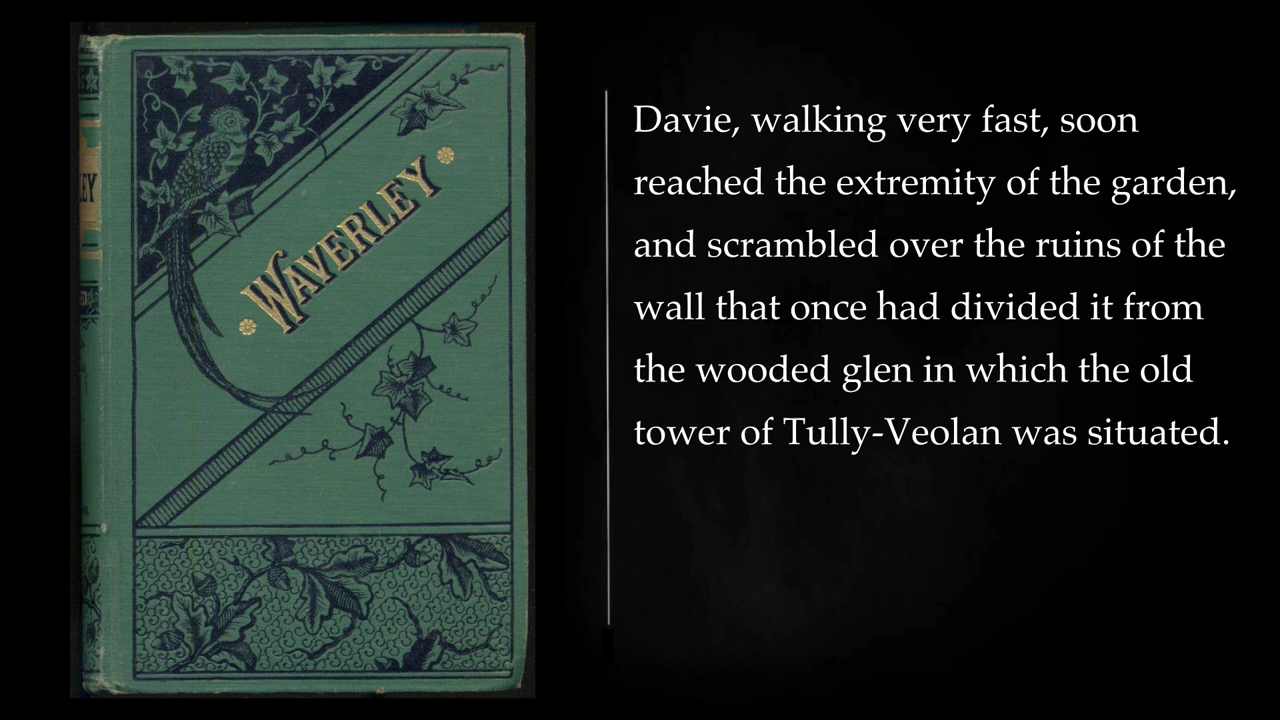 WAVERLEY
EY
Davie, walking very fast, soon
reached the extremity of the garden,
and scrambled over the ruins of the
wall that once had divided it from
the wooded glen in which the old
tower of Tully-Veolan was situated.